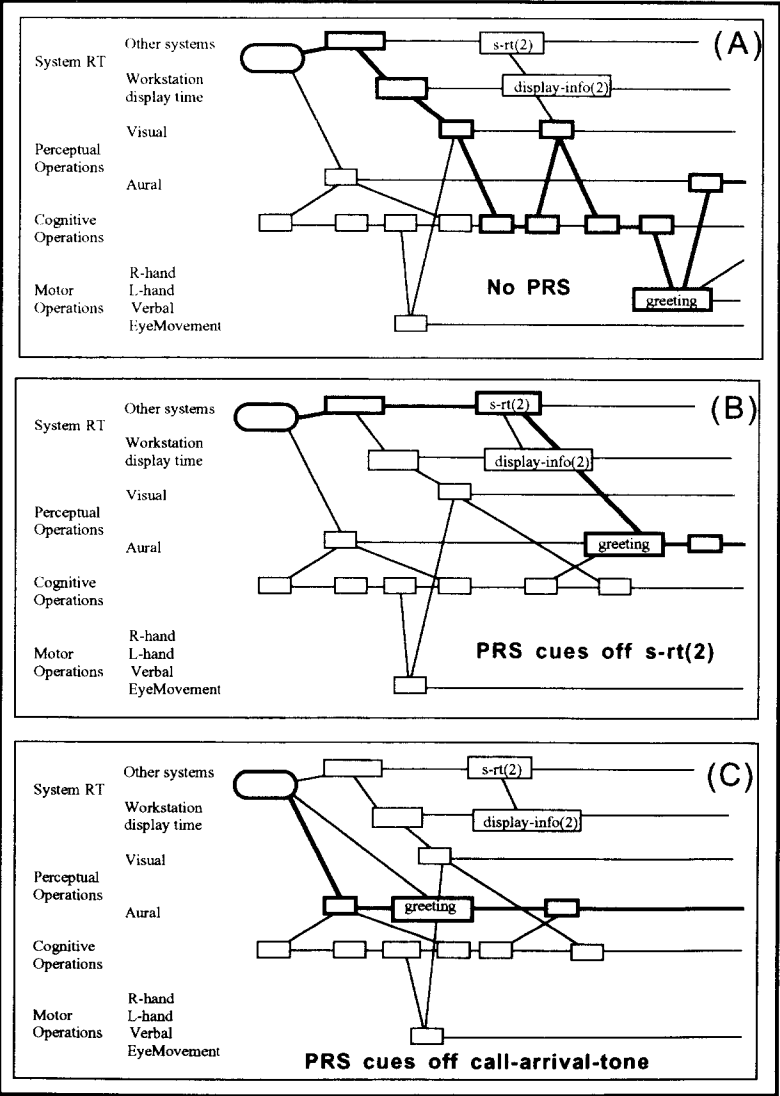 (A)
Other systems
s-rt(2)
System RT
Workstation
display time
display-info(2)
Visual
Perceptual
Operations
Aural
Cognitive
Operations
R-hand
Motor
Operations
L-hand
Verbal
EyeMovement
No PRS
greeting
(B)
Other systems
s-rt(2)
System RT
Workstation
display time
display-info(2)
Visual
Perceptual
Operations
Aural
greeting
Cognitive
Operations
R-hand
Motor
Operations
L-hand
Verbal
EyeMovement
PRS cues off s-rt(2)
(C)
Other systems
s-rt(2)
System RT
Workstation
display time
display-info(2)
Visual
Perceptual
Operations
Aural
greeting
Cognitive
Operations
R-hand
Motor
Operations
L-hand
Verbal
EyeMovement
PRS cues off call-arrival-tone